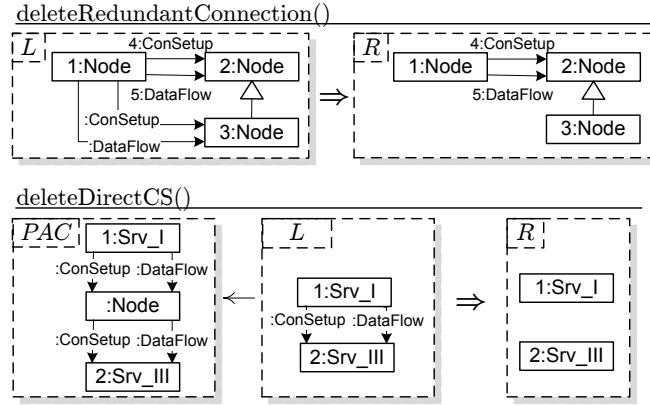 deleteRedundantConnection()
L
4:ConSetup
1:Node
2:Node
5:DataFlow
:ConSetup
3:Node
:DataFlow
⇒
R
4:ConSetup
1:Node
2:Node
5:DataFlow
3:Node
deleteDirectCS()
PAC
1:Srv_I
:ConSetup :DataFlow
:Node
:ConSetup :DataFlow
2:Srv_III
L
1:Srv_I
:ConSetup :DataFlow
2:Srv_III
⇒
R
1:Srv_I
2:Srv_III